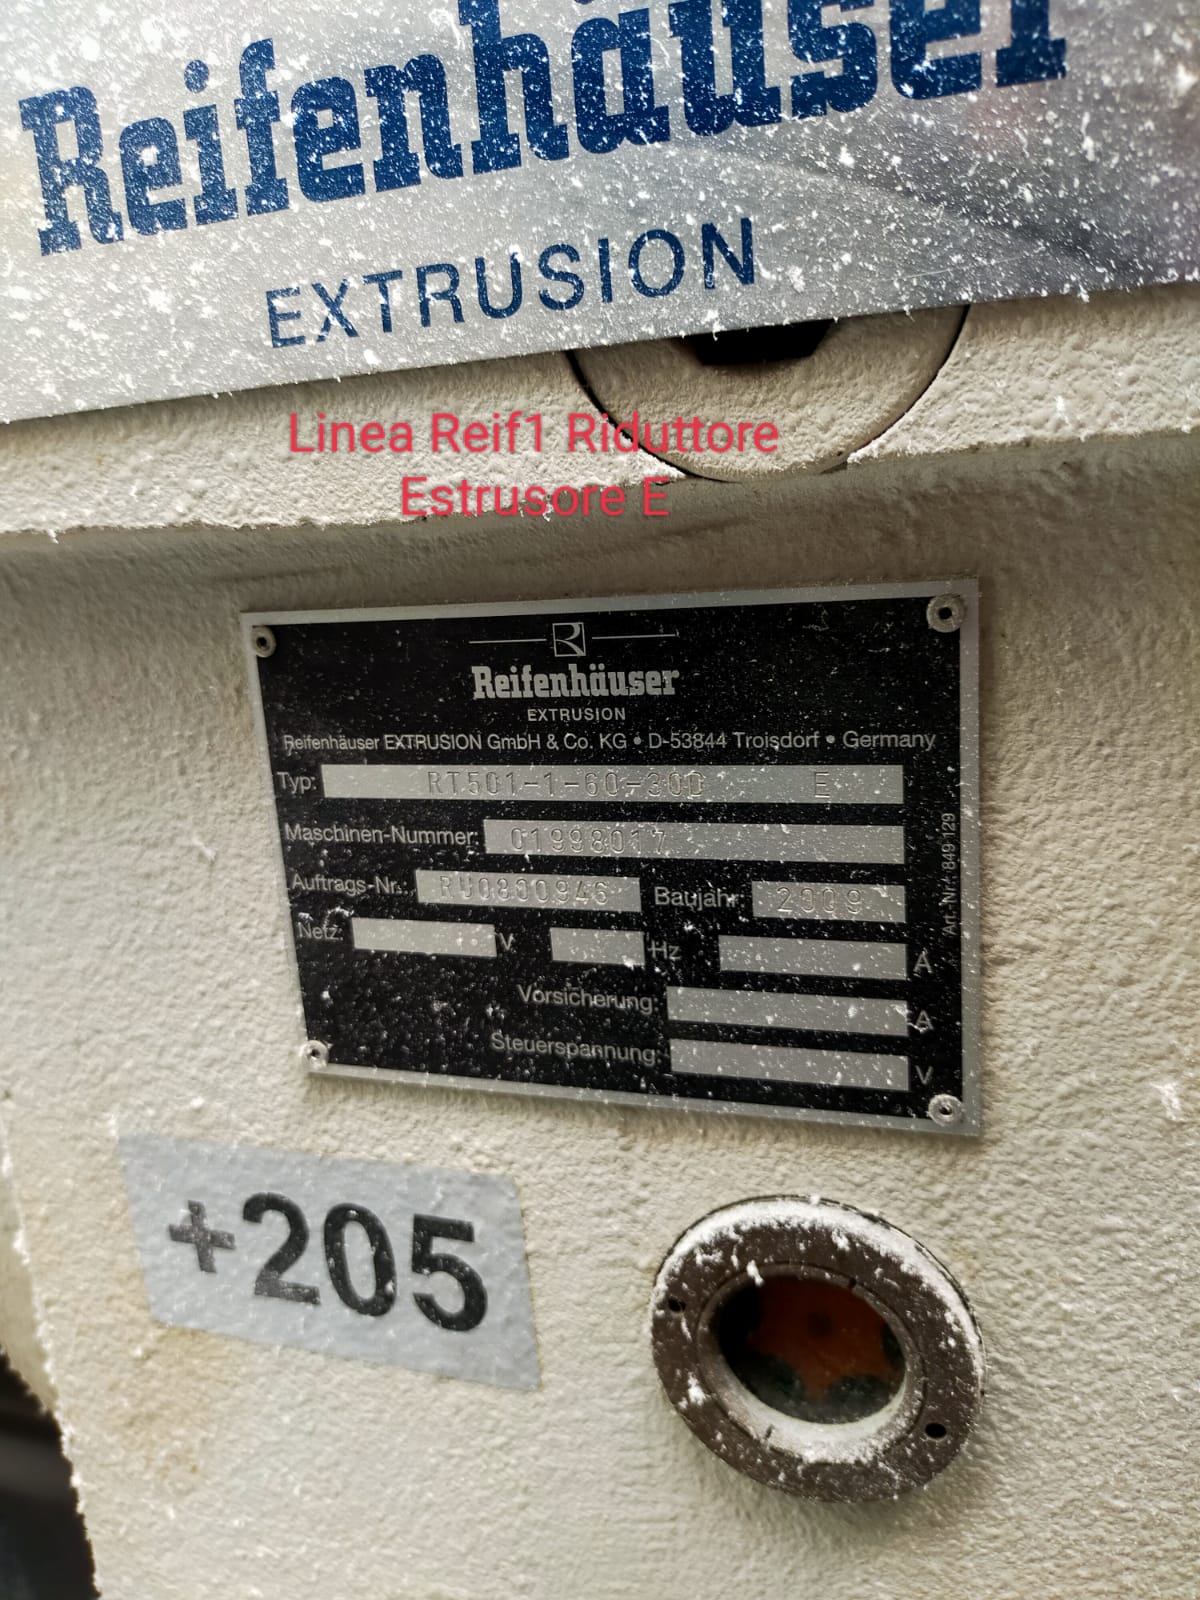 Reifenhäuser
EXTRUSION
Linea Reif1 Riduttore
Estrusore E
Reifenhäuser
EXTRUSION
Reifenhäuser EXTRUSION GmbH & Co. KG • D-53844 Troisdorf • Germany
Typ: RT501-1-60-30D E
Maschinen-Nummer: 01998017
Auftrags-Nr.: RU0800946 Baujahr: 2009
Netz: V Hz A
Vorsicherung: A
Steuerspannung: V
Art.-Nr.: 849 129
+205